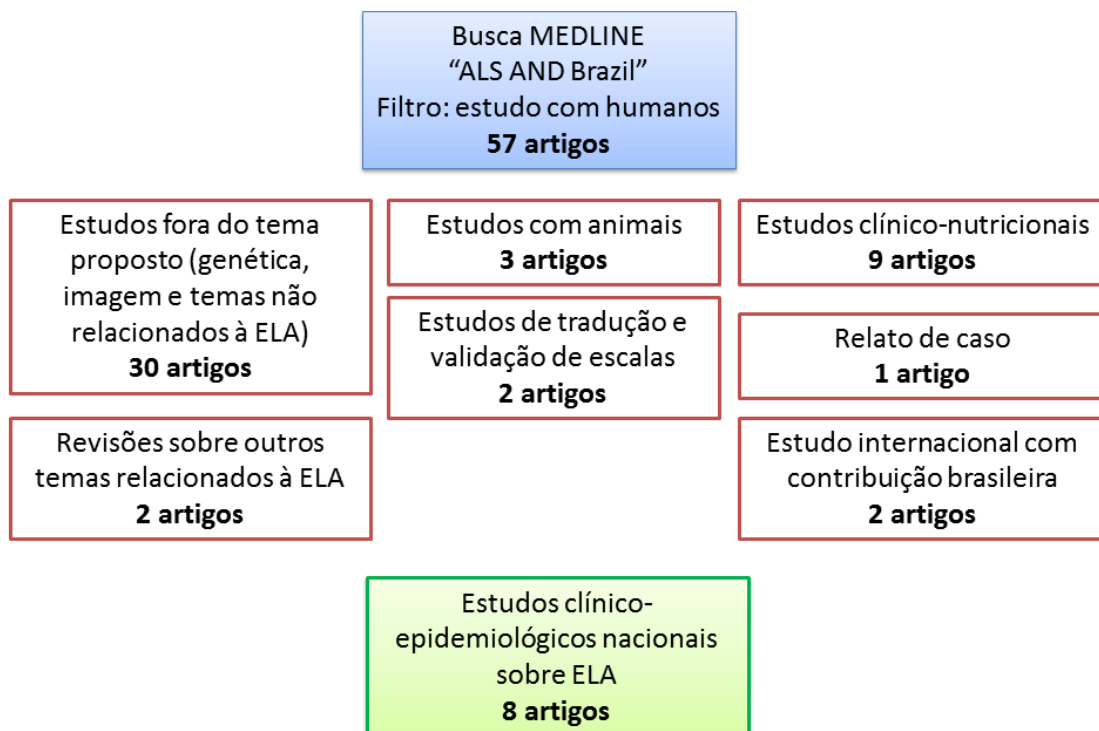 Busca MEDLINE
“ALS AND Brazil”
Filtro: estudo com humanos
57 artigos
Estudos fora do tema
proposto (genética,
imagem e temas não
relacionados à ELA)
30 artigos
Estudos com animais
3 artigos
Estudos clínico-nutricionais
9 artigos
Estudos de tradução e
validação de escalas
2 artigos
Relato de caso
1 artigo
Revisões sobre outros
temas relacionados à ELA
2 artigos
Estudo internacional com
contribuição brasileira
2 artigos
Estudos clínico-
epidemiológicos nacionais
sobre ELA
8 artigos